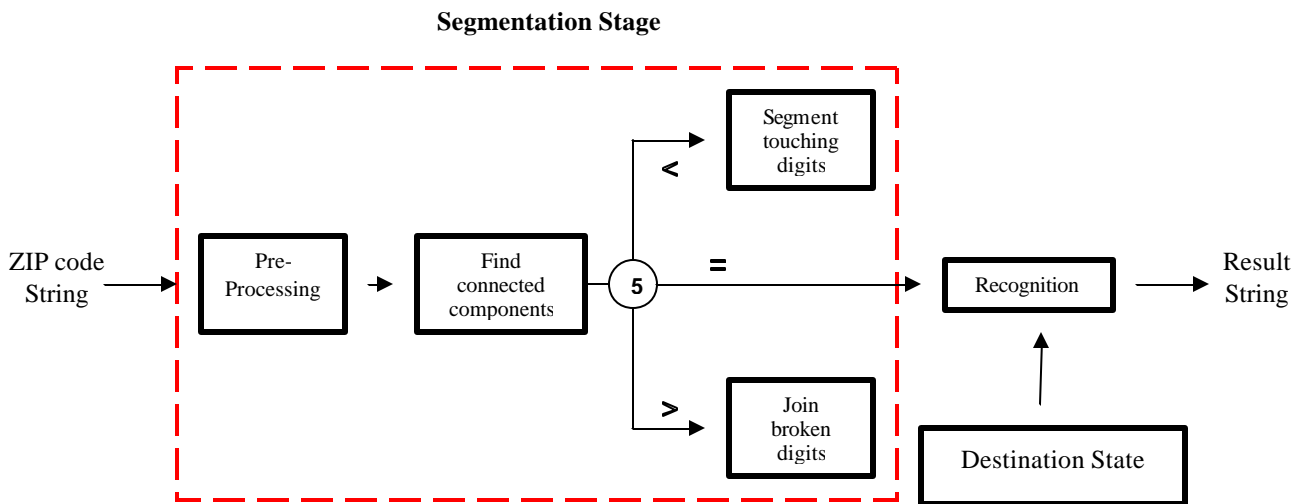 Segmentation Stage
Segment
touching
digits
<
ZIP code
String
Pre-
Processing
Find
connected
components
5
=
Recognition
Result
String
>
Join
broken
digits
Destination State